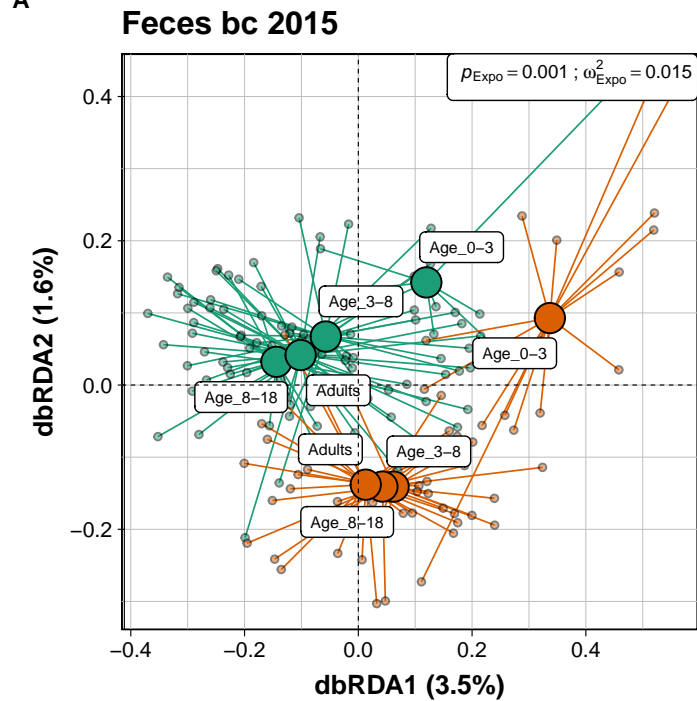 A
Feces bc 2015
pExpo = 0.001 ; ω²Expo = 0.015
0.4
0.2
0.0
−0.2
dbRDA2 (1.6%)
Age_0−3
Age_3−8
Age_0−3
Age_8−18
Adults
Adults
Age_3−8
Age_8−18
−0.4
−0.2
0.0
0.2
0.4
dbRDA1 (3.5%)